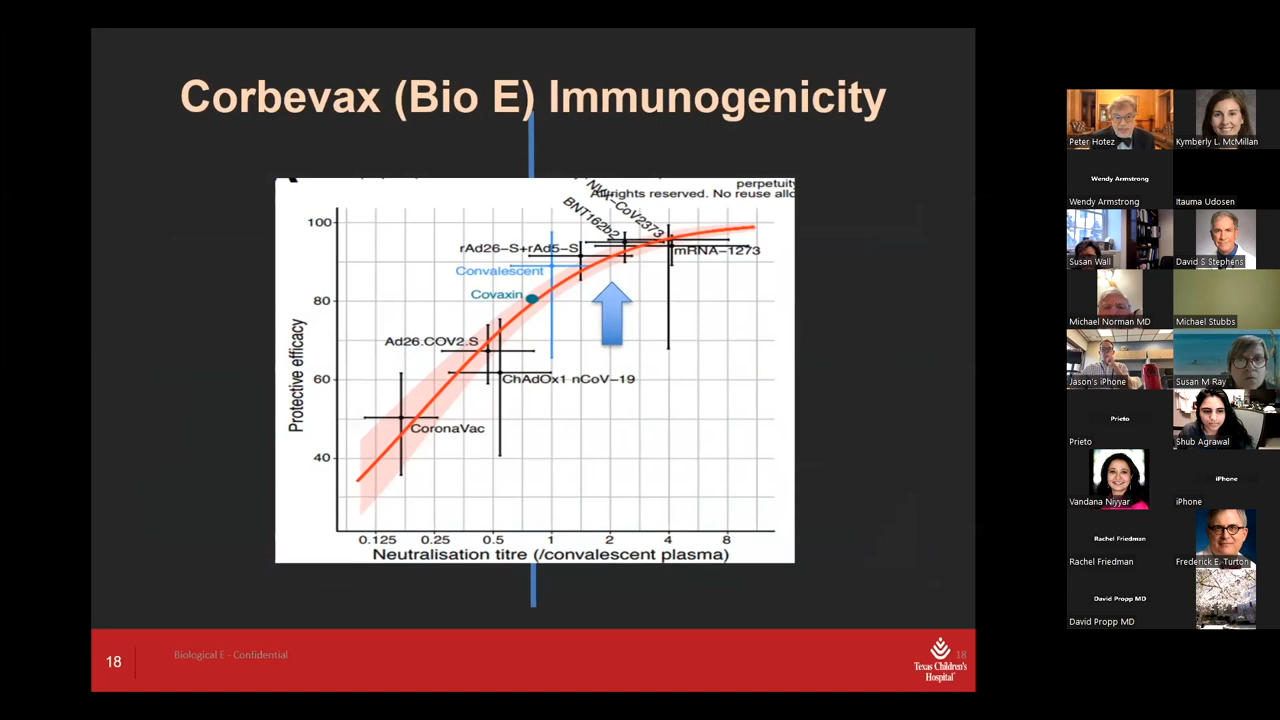 Corbevax (Bio E) Immunogenicity
perpetuity
All rights reserved. No reuse allo
100
80
60
40
Protective efficacy
NVX-CoV2373
BNT162b2
rAd26-S+rAd5-S
mRNA-1273
Convalescent
Covaxin
Ad26.COV2.S
ChAdOx1 nCoV-19
CoronaVac
0.125 0.25 0.5 1 2 4 8
Neutralisation titre (/convalescent plasma)
18
Biological E - Confidential
18
Texas Children's
Hospital
Peter Hotez
Kymberly L. McMillan
Wendy Armstrong
Wendy Armstrong
Itauma Udosen
Susan Wall
David S Stephens
Michael Norman MD
Michael Stubbs
Jason's iPhone
Susan M Ray
Prieto
Prieto
Shub Agrawal
Vandana Niyyar
iPhone
iPhone
Rachel Friedman
Rachel Friedman
Frederick E. Turton
David Propp MD
David Propp MD